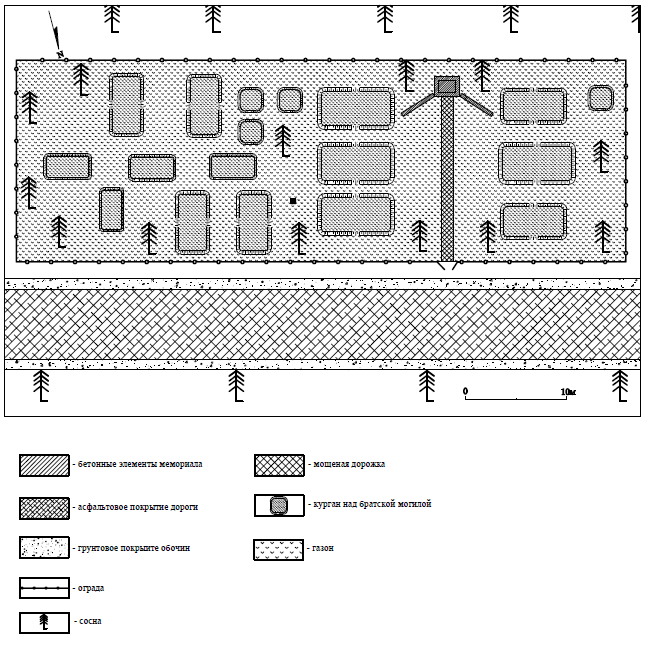 N
0 10м
- бетонные элементы мемориала
- мощеная дорожка
- асфальтовое покрытие дороги
- курган над братской могилой
- грунтовое покрыите обочин
- газон
- ограда
- сосна